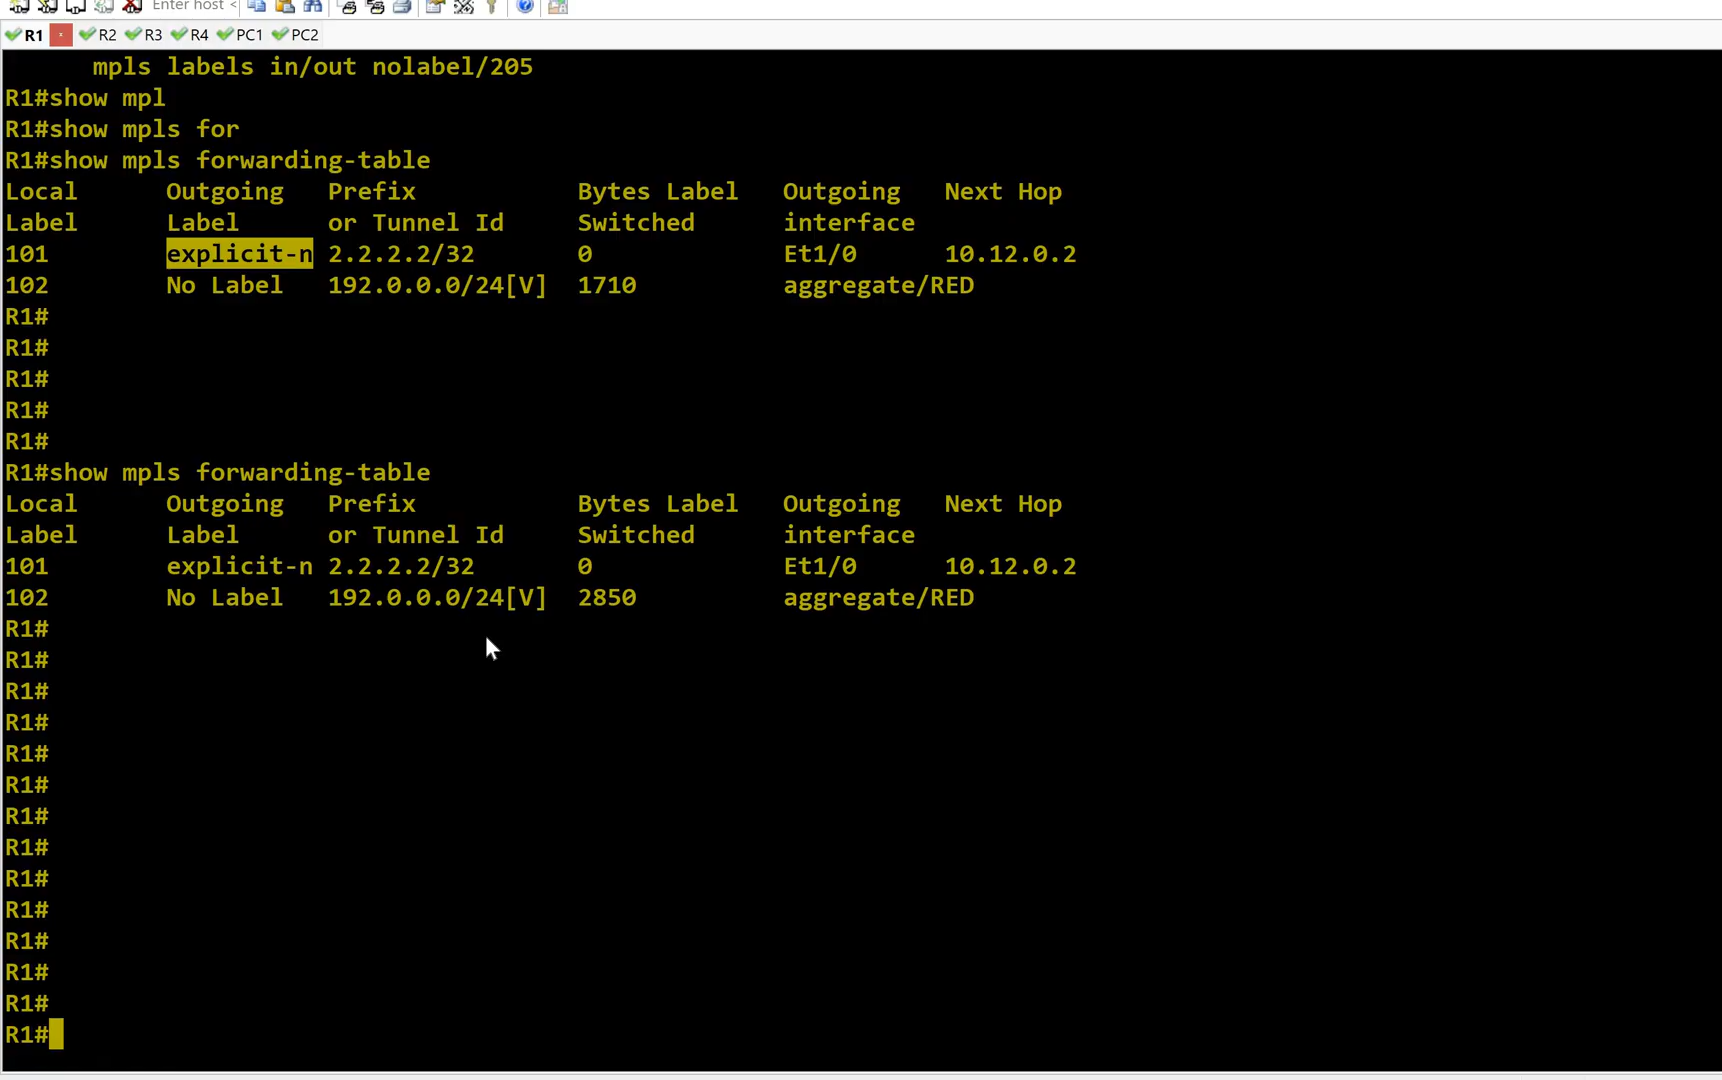 Enter host <
R1 R2 R3 R4 PC1 PC2
mpls labels in/out nolabel/205
R1#show mpl
R1#show mpls for
R1#show mpls forwarding-table
Local Outgoing Prefix Bytes Label Outgoing Next Hop
Label Label or Tunnel Id Switched interface
101 explicit-n 2.2.2.2/32 0 Et1/0 10.12.0.2
102 No Label 192.0.0.0/24[V] 1710 aggregate/RED
R1#
R1#
R1#
R1#
R1#
R1#show mpls forwarding-table
Local Outgoing Prefix Bytes Label Outgoing Next Hop
Label Label or Tunnel Id Switched interface
101 explicit-n 2.2.2.2/32 0 Et1/0 10.12.0.2
102 No Label 192.0.0.0/24[V] 2850 aggregate/RED
R1#
R1#
R1#
R1#
R1#
R1#
R1#
R1#
R1#
R1#
R1#
R1#
R1#
R1#